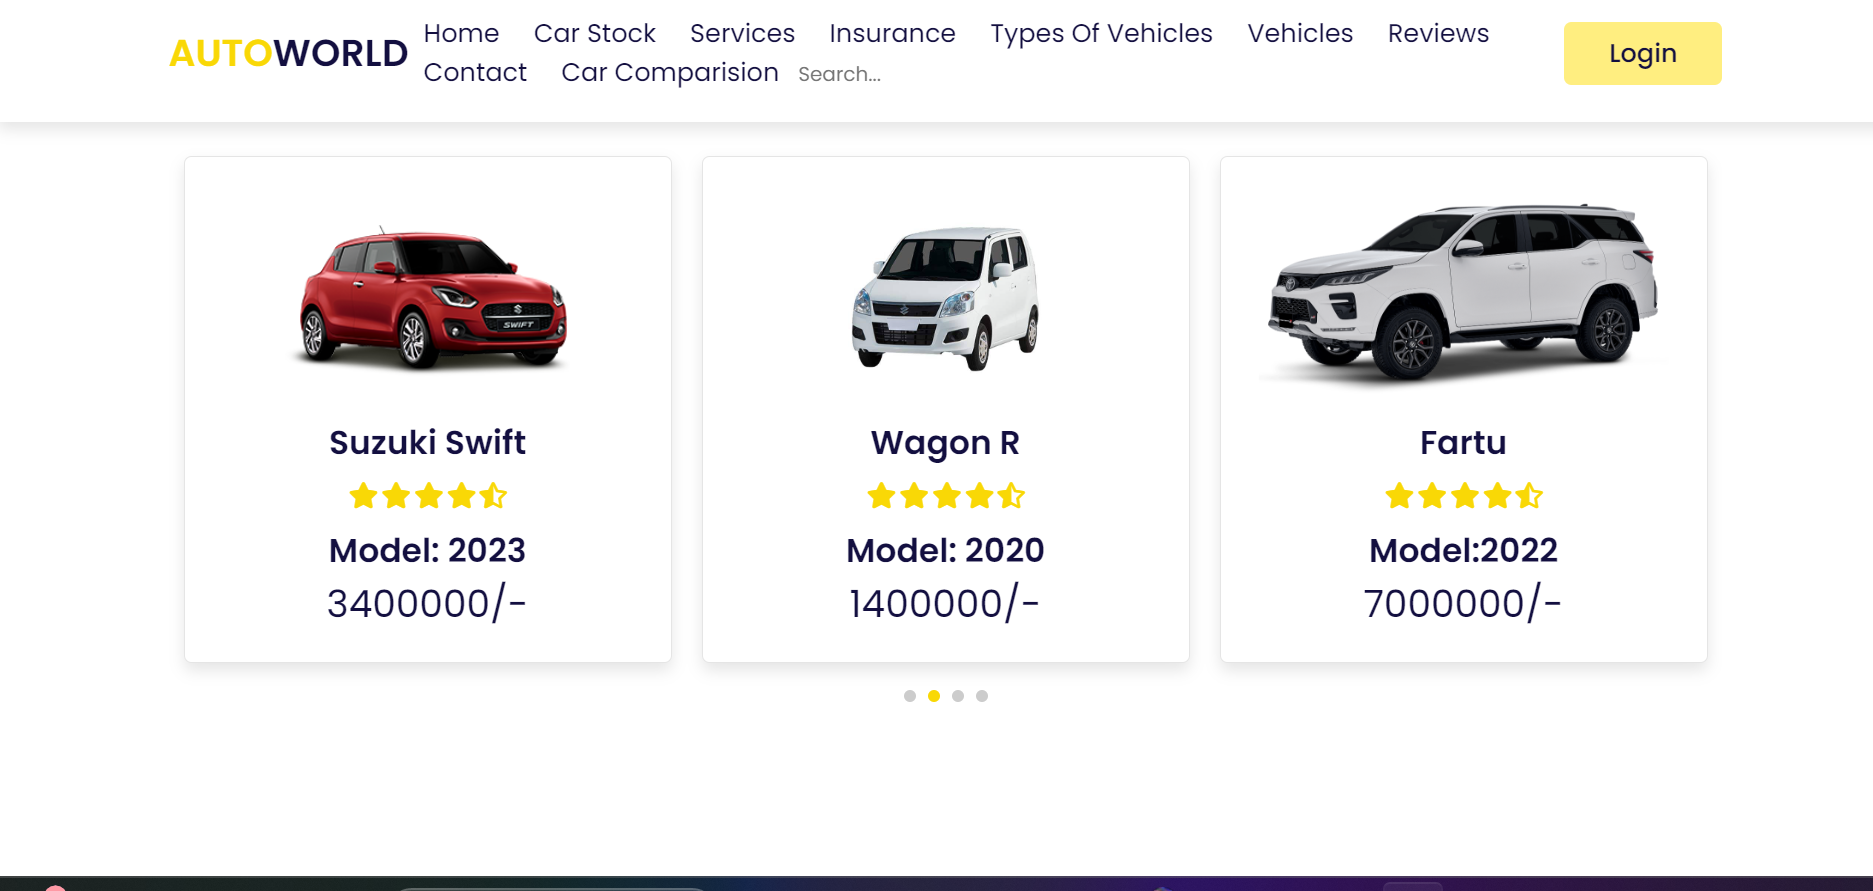 AUTOWORLD
Home Car Stock Services Insurance Types Of Vehicles Vehicles Reviews
Contact Car Comparision Search...
Login
SWIFT
Suzuki Swift
Model: 2023
3400000/-
Wagon R
Model: 2020
1400000/-
Fartu
Model:2022
7000000/-